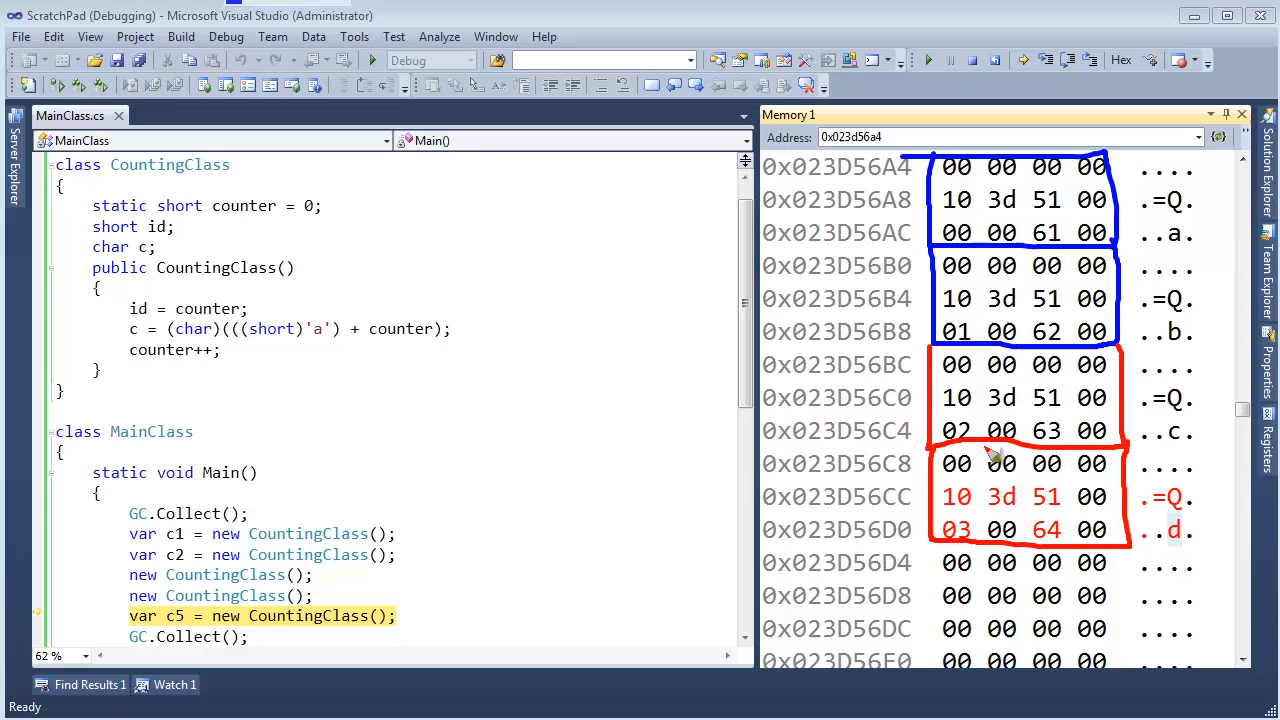 ScratchPad (Debugging) - Microsoft Visual Studio (Administrator)
File Edit View Project Build Debug Team Data Tools Test Analyze Window Help
Debug
Hex
MainClass.cs
Memory 1
MainClass
Main()
Address: 0x023d56a4
Server Explorer
class CountingClass
{
static short counter = 0;
short id;
char c;
public CountingClass()
{
id = counter;
c = (char)(((short)'a') + counter);
counter++;
}
}
class MainClass
{
static void Main()
{
GC.Collect();
var c1 = new CountingClass();
var c2 = new CountingClass();
new CountingClass();
new CountingClass();
var c5 = new CountingClass();
GC.Collect();
62 %
0x023D56A4 00 00 00 00 ....
0x023D56A8 10 3d 51 00 .=Q.
0x023D56AC 00 00 61 00 ..a.
0x023D56B0 00 00 00 00 ....
0x023D56B4 10 3d 51 00 .=Q.
0x023D56B8 01 00 62 00 ..b.
0x023D56BC 00 00 00 00 ....
0x023D56C0 10 3d 51 00 .=Q.
0x023D56C4 02 00 63 00 ..c.
0x023D56C8 00 00 00 00 ....
0x023D56CC 10 3d 51 00 .=Q.
0x023D56D0 03 00 64 00 ..d.
0x023D56D4 00 00 00 00 ....
0x023D56D8 00 00 00 00 ....
0x023D56DC 00 00 00 00 ....
0x023D56E0 00 00 00 00 ....
Solution Explorer
Team Explorer
Properties
Registers
Find Results 1
Watch 1
Ready